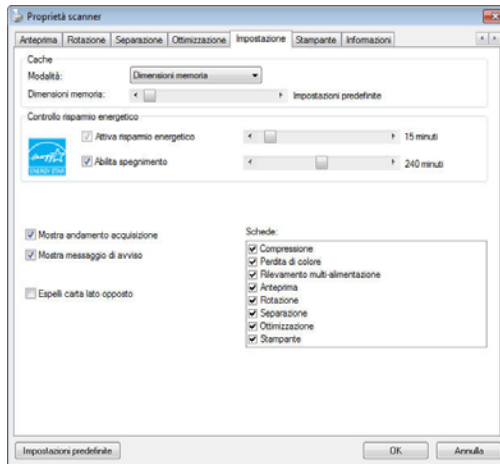 Proprietà scanner
Anteprima Rotazione Separazione Ottimizzazione Impostazione Stampante Informazioni
Cache
Modalità: Dimensioni memoria
Dimensioni memoria: Impostazioni predefinite
Controllo risparmio energetico
Attiva risparmio energetico 15 minuti
ENERGY STAR
Abilita spegnimento 240 minuti
Mostra andamento acquisizione
Mostra messaggio di avviso
Espelli carta lato opposto
Schede:
Compressione
Perdita di colore
Rilevamento multi-alimentazione
Anteprima
Rotazione
Separazione
Ottimizzazione
Stampante
Impostazioni predefinite OK Annulla